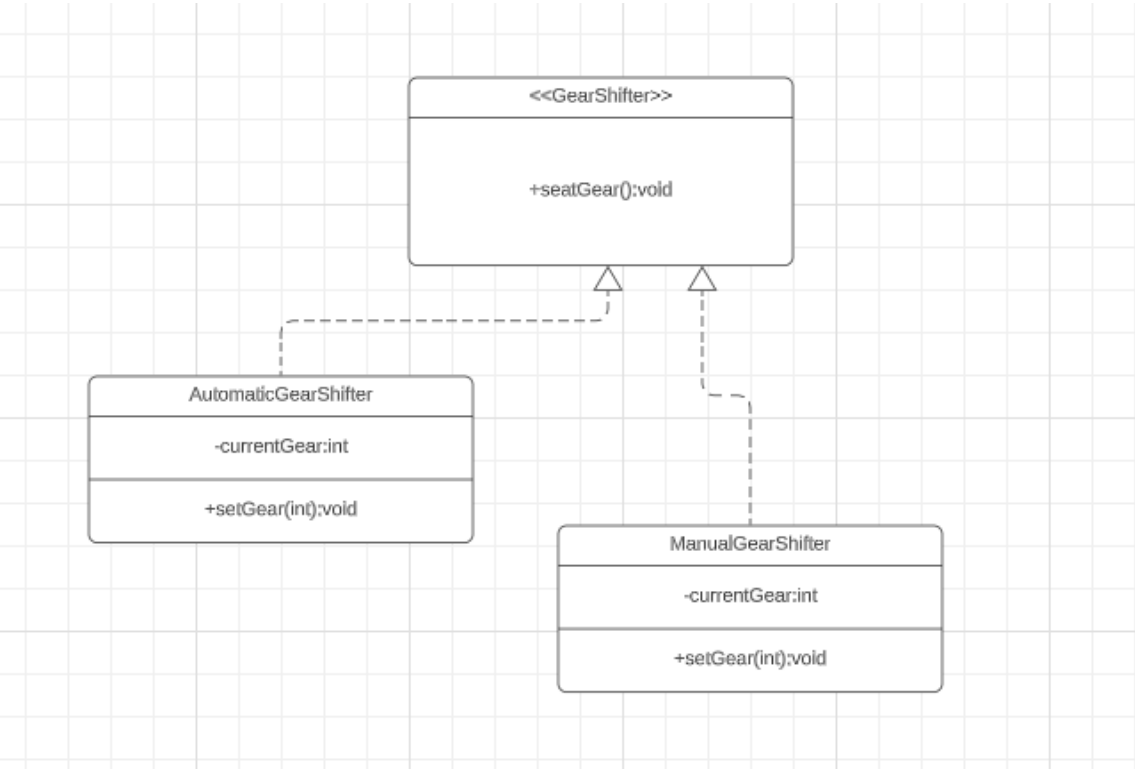 <<GearShifter>>
+seatGear():void
AutomaticGearShifter
-currentGear:int
+setGear(int):void
ManualGearShifter
-currentGear:int
+setGear(int):void